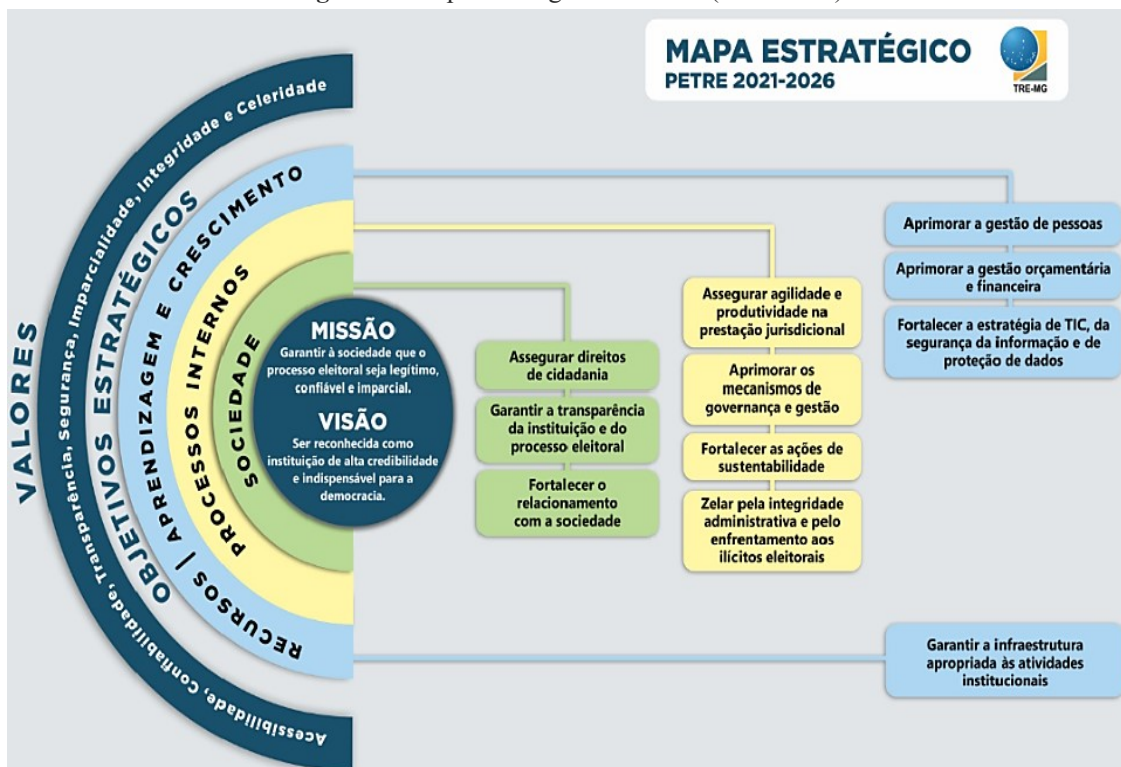 MAPA ESTRATÉGICO
PETRE 2021-2026
TRE-MG
VALORES
Acessibilidade, Confiabilidade, Transparência, Segurança, Imparcialidade, Integridade e Celeridade
OBJETIVOS ESTRATÉGICOS
RECURSOS | APRENDIZAGEM E CRESCIMENTO
PROCESSOS INTERNOS
SOCIEDADE
MISSÃO
Garantir à sociedade que o
processo eleitoral seja legítimo,
confiável e imparcial.
VISÃO
Ser reconhecida como
instituição de alta credibilidade
e indispensável para a
democracia.
Assegurar direitos
de cidadania
Garantir a transparência
da instituição e do
processo eleitoral
Fortalecer o
relacionamento
com a sociedade
Assegurar agilidade e
produtividade na
prestação jurisdicional
Aprimorar os
mecanismos de
governança e gestão
Fortalecer as ações de
sustentabilidade
Zelar pela integridade
administrativa e pelo
enfrentamento aos
ilícitos eleitorais
Aprimorar a gestão de pessoas
Aprimorar a gestão orçamentária
e financeira
Fortalecer a estratégia de TIC, da
segurança da informação e de
proteção de dados
Garantir a infraestrutura
apropriada às atividades
institucionais